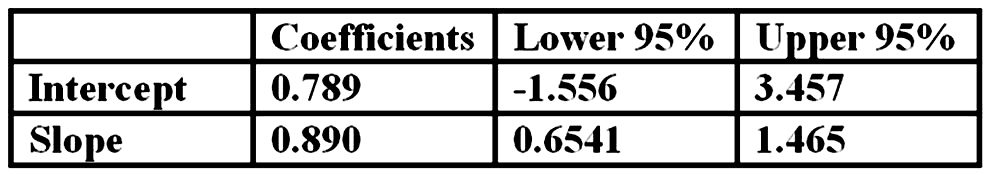 Coefficients Lower 95% Upper 95%
Intercept 0.789 -1.556 3.457
Slope 0.890 0.6541 1.465